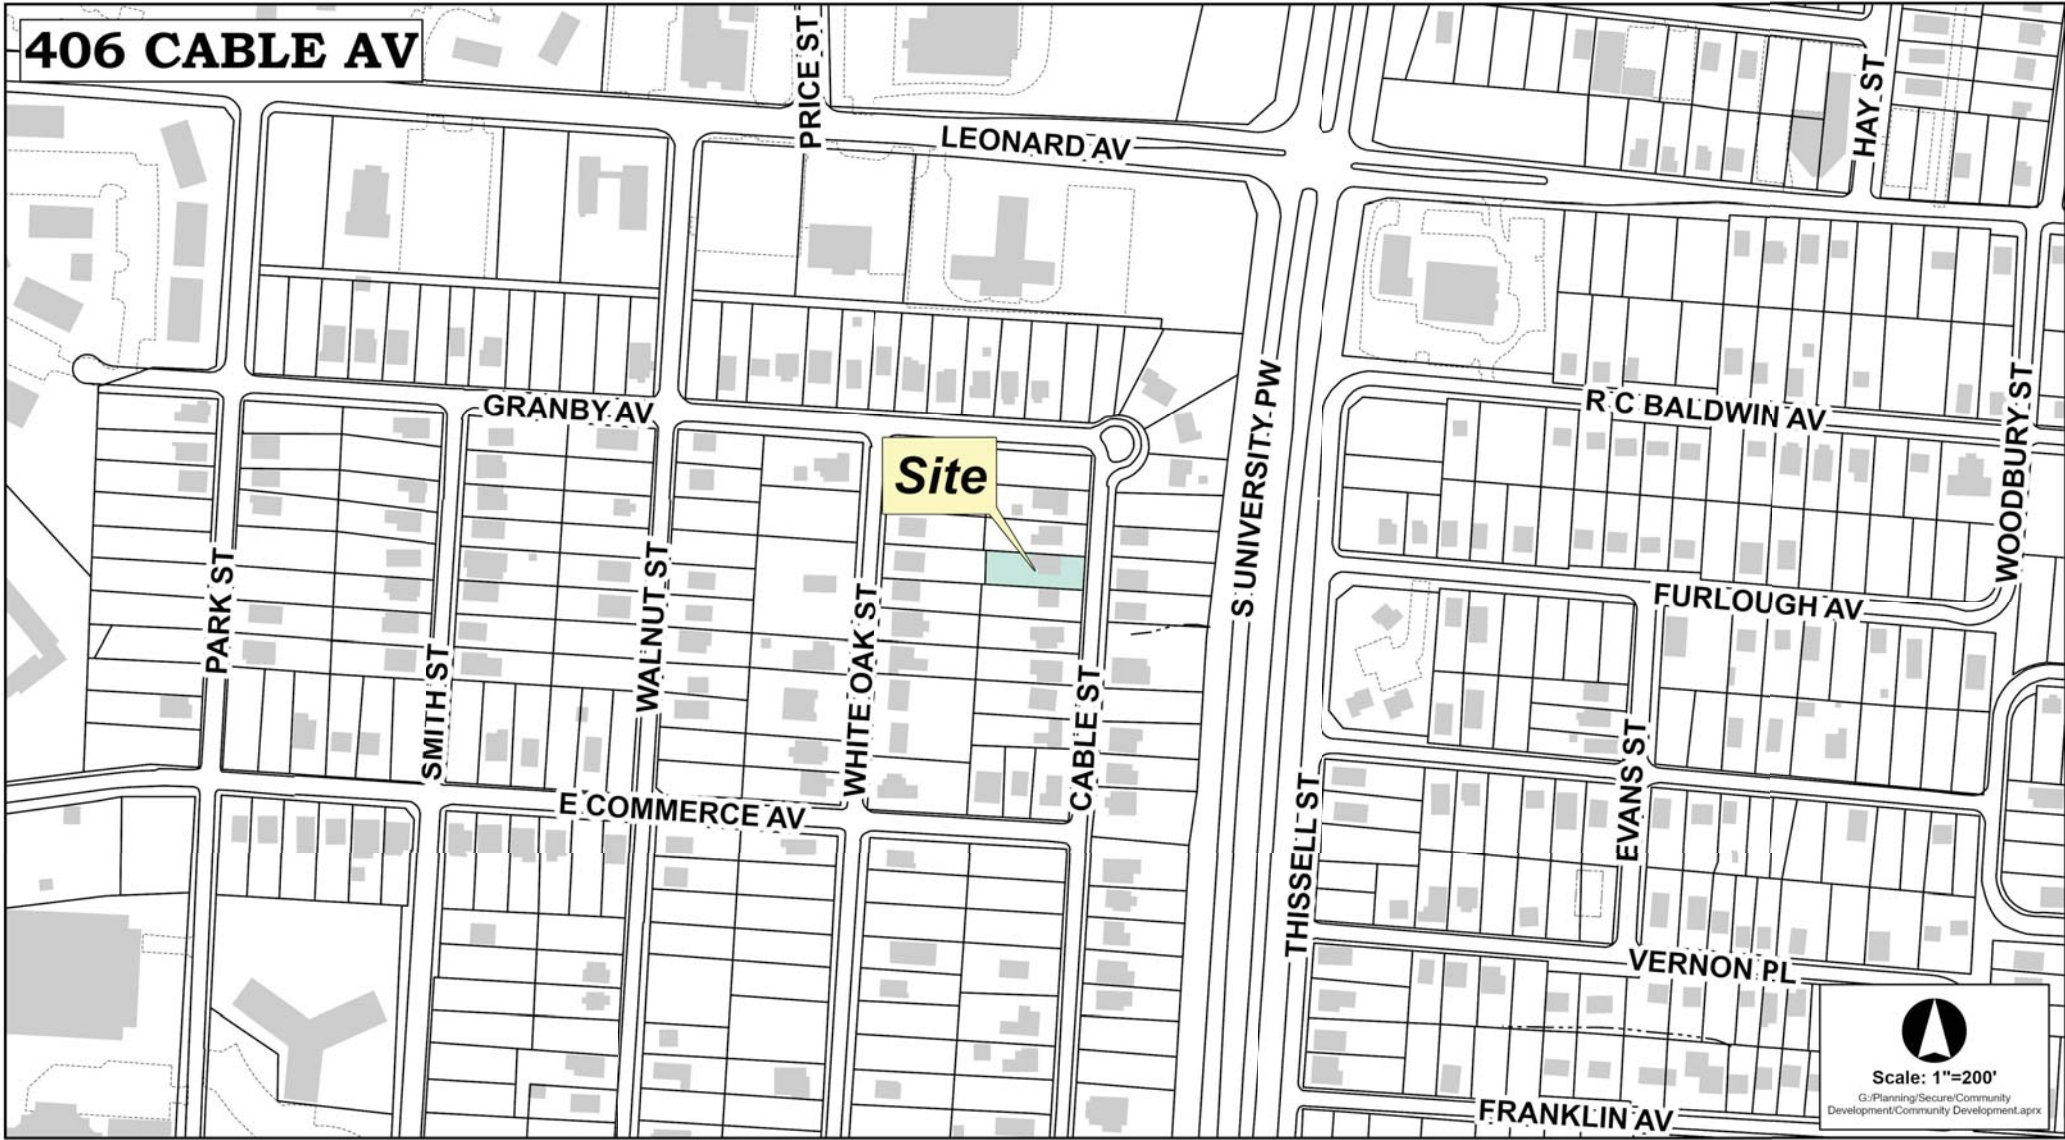 406 CABLE AV
PRICE ST
LEONARD AV
HAY ST
GRANBY AV
R C BALDWIN AV
Site
S UNIVERSITY PW
WOODBURY ST
PARK ST
SMITH ST
WALNUT ST
WHITE OAK ST
CABLE ST
FURLOUGH AV
E COMMERCE AV
THISSELL ST
EVANS ST
VERNON PL
FRANKLIN AV
Scale: 1"=200'
G:/Planning/Secure/Community
Development/Community Development.aprx